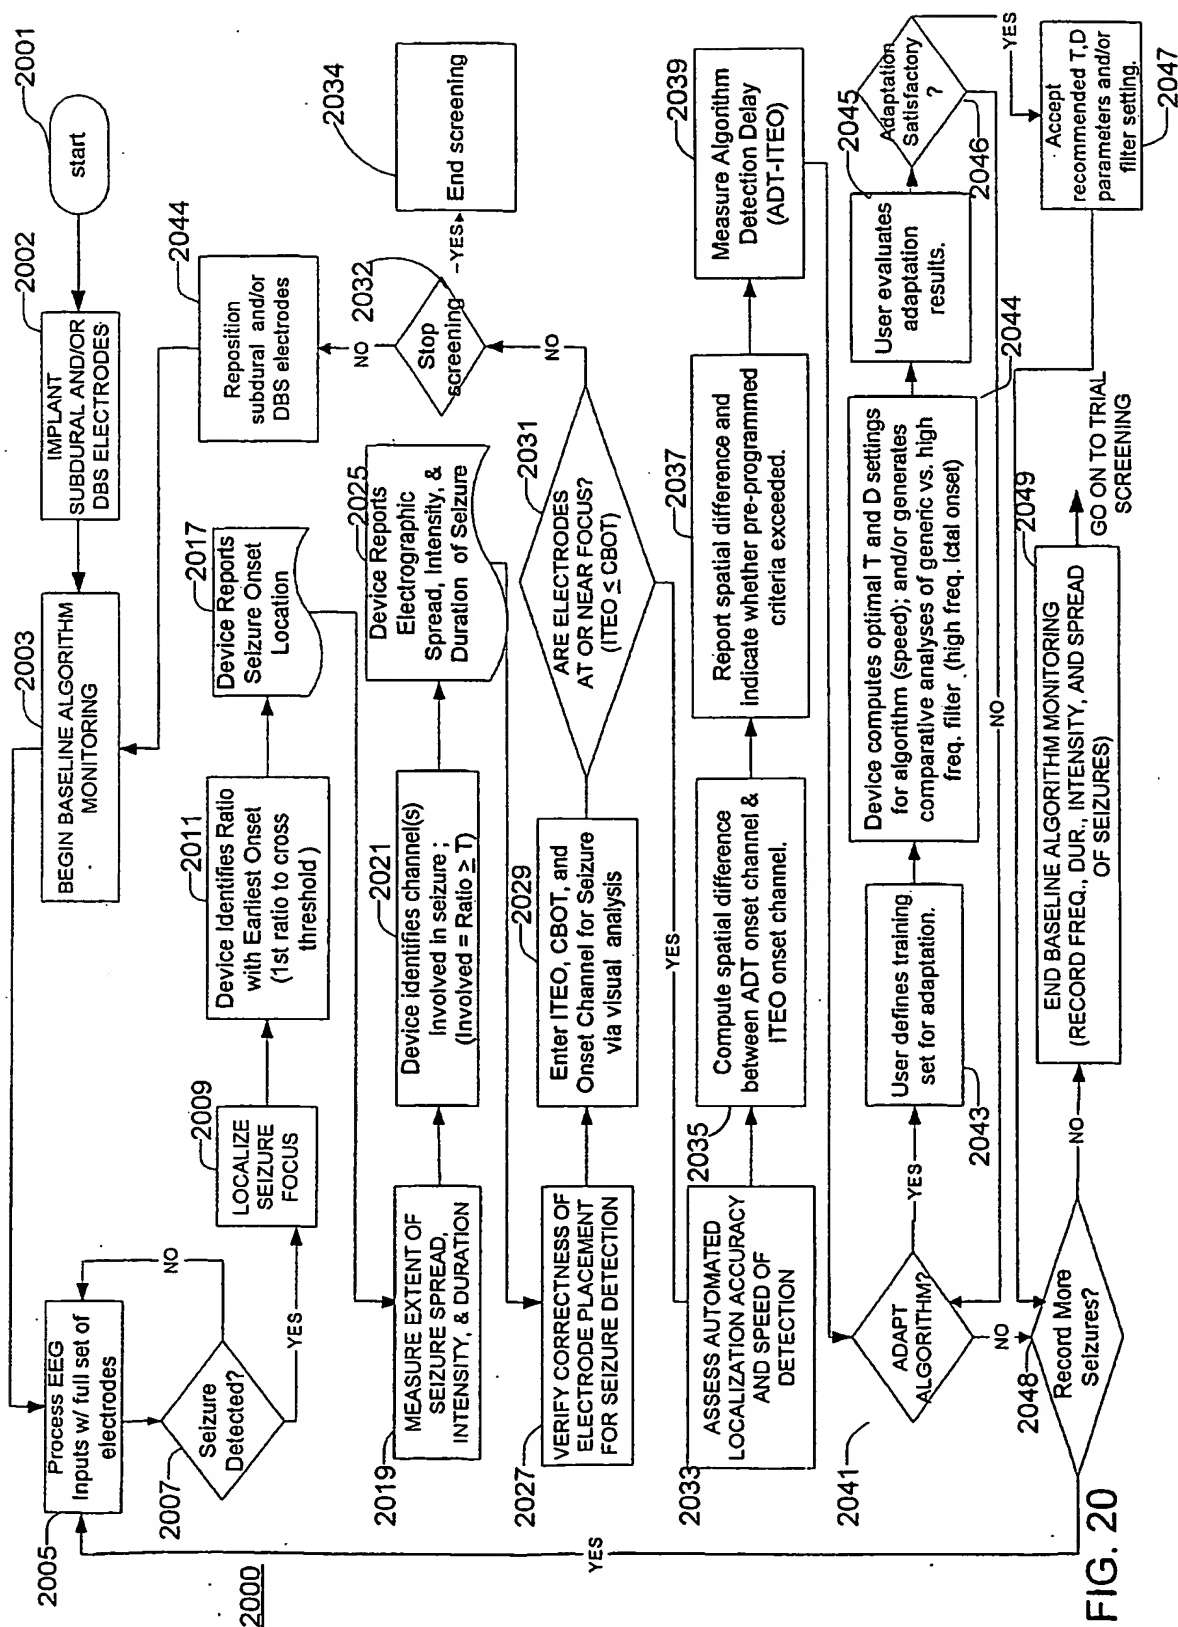 2000
start
2001
IMPLANT
SUBDURAL AND/OR
DBS ELECTRODES
2002
BEGIN BASELINE ALGORITHM
MONITORING
2003
Process EEG
Inputs w/ full set of
electrodes
2005
Seizure
Detected?
2007
NO
YES
LOCALIZE
SEIZURE
FOCUS
2009
Device Identifies Ratio
with Earliest Onset
(1st ratio to cross
threshold )
2011
Device Reports
Seizure Onset
Location
2017
Reposition
subdural and/or
DBS electrodes
2044
MEASURE EXTENT OF
SEIZURE SPREAD,
INTENSITY, & DURATION
2019
Device identifies channel(s)
Involved in seizure ;
(Involved = Ratio ≥ T)
2021
Device Reports
Electrographic
Spread, Intensity, &
Duration of Seizure
2025
Stop
screening
2032
NO
YES
End screening
2034
VERIFY CORRECTNESS OF
ELECTRODE PLACEMENT
FOR SEIZURE DETECTION
2027
Enter ITEO, CBOT, and
Onset Channel for Seizure
via visual analysis
2029
ARE ELECTRODES
AT OR NEAR FOCUS?
(ITEO ≤ CBOT)
2031
NO
YES
ASSESS AUTOMATED
LOCALIZATION ACCURACY
AND SPEED OF
DETECTION
2033
Compute spatial difference
between ADT onset channel &
ITEO onset channel.
2035
Report spatial difference and
indicate whether pre-programmed
criteria exceeded.
2037
Measure Algorithm
Detection Delay
(ADT-ITEO)
2039
ADAPT
ALGORITHM?
2041
YES
NO
User defines training
set for adaptation.
2043
Device computes optimal T and D settings
for algorithm (speed); and/or generates
comparative analyses of generic vs. high
freq. filter (high freq. Ictal onset)
2044
User evaluates
adaptation
results.
2045
Adaptation
Satisfactory
?
2046
YES
NO
Accept
recommended T,D
parameters and/or
filter setting.
2047
Record More
Seizures?
2048
YES
NO
END BASELINE ALGORITHM MONITORING
(RECORD FREQ., DUR., INTENSITY, AND SPREAD
OF SEIZURES)
2049
GO ON TO TRIAL
SCREENING
FIG. 20